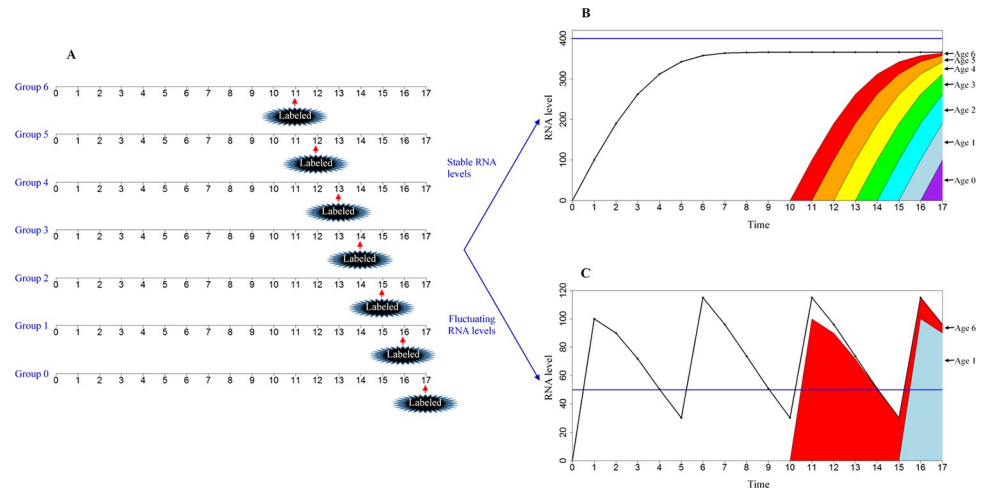 A
Group 6
0 1 2 3 4 5 6 7 8 9 10 11 12 13 14 15 16 17
Labeled
Group 5
0 1 2 3 4 5 6 7 8 9 10 11 12 13 14 15 16 17
Labeled
Group 4
0 1 2 3 4 5 6 7 8 9 10 11 12 13 14 15 16 17
Labeled
Group 3
0 1 2 3 4 5 6 7 8 9 10 11 12 13 14 15 16 17
Labeled
Group 2
0 1 2 3 4 5 6 7 8 9 10 11 12 13 14 15 16 17
Labeled
Group 1
0 1 2 3 4 5 6 7 8 9 10 11 12 13 14 15 16 17
Labeled
Group 0
0 1 2 3 4 5 6 7 8 9 10 11 12 13 14 15 16 17
Labeled
Stable RNA
levels
Fluctuating
RNA levels
B
RNA level
400
300
200
100
0
0 1 2 3 4 5 6 7 8 9 10 11 12 13 14 15 16 17
Time
Age 6
Age 5
Age 4
Age 3
Age 2
Age 1
Age 0
C
RNA level
120
100
80
60
40
20
0
0 1 2 3 4 5 6 7 8 9 10 11 12 13 14 15 16 17
Time
Age 6
Age 1